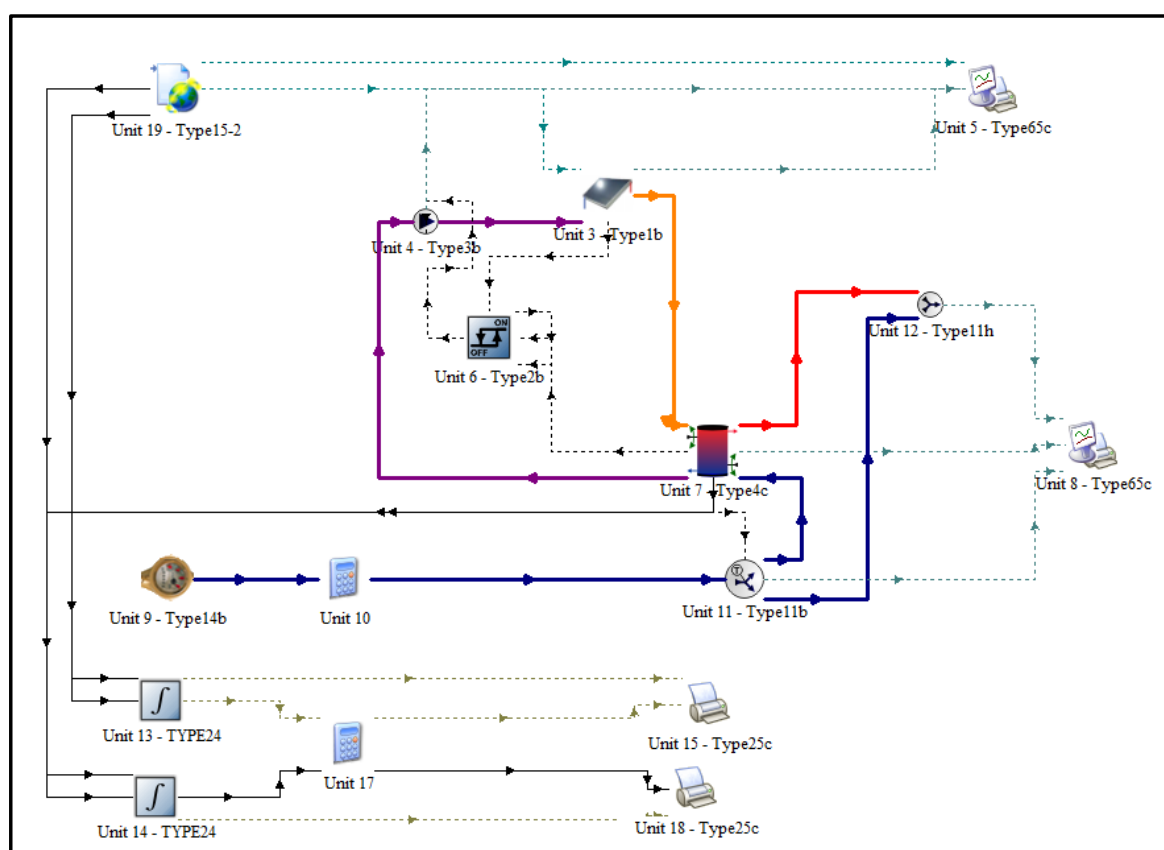 Unit 19 - Type15-2
Unit 5 - Type65c
Unit 3 - Type1b
Unit 4 - Type3b
ON
OFF
Unit 6 - Type2b
Unit 12 - Type11h
Unit 7 - Type4c
Unit 8 - Type65c
T
Unit 9 - Type14b
Unit 10
Unit 11 - Type11b
Unit 13 - TYPE24
Unit 17
Unit 15 - Type25c
Unit 14 - TYPE24
Unit 18 - Type25c